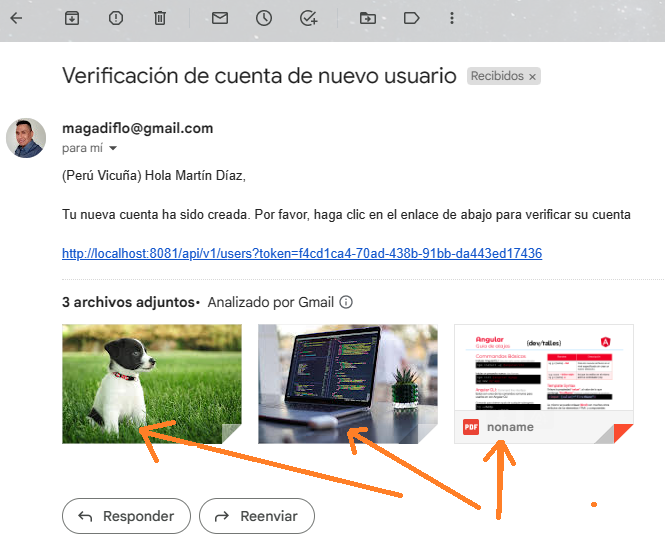 Verificación de cuenta de nuevo usuario
Recibidos ×
magadiflo@gmail.com
para mí
(Perú Vicuña) Hola Martín Díaz,
Tu nueva cuenta ha sido creada. Por favor, haga clic en el enlace de abajo para verificar su cuenta
http://localhost:8081/api/v1/users?token=f4cd1ca4-70ad-438b-91bb-da443ed17436
3 archivos adjuntos• Analizado por Gmail
Angular
Guía de atajos
(dev/talles)
Comandos Básicos
Angular CLI
PDF noname
Responder
Reenviar